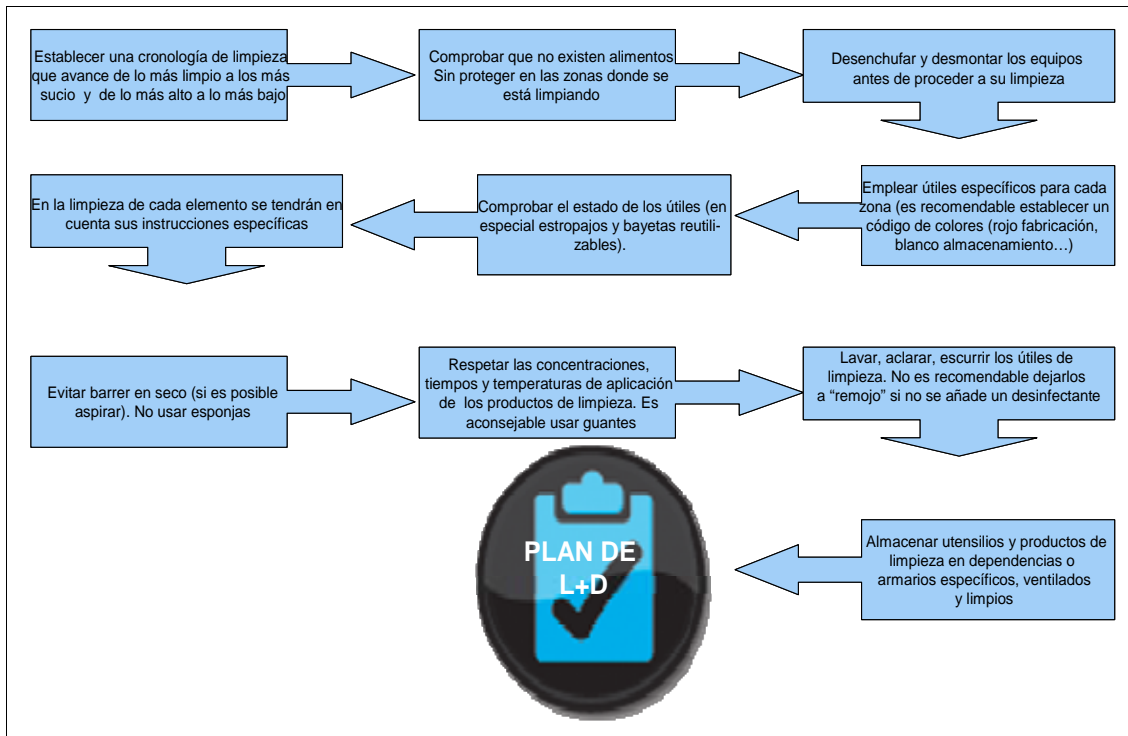 Establecer una cronología de limpieza
que avance de lo más limpio a los más
sucio y de lo más alto a lo más bajo
Comprobar que no existen alimentos
Sin proteger en las zonas donde se
está limpiando
Desenchufar y desmontar los equipos
antes de proceder a su limpieza
Emplear útiles específicos para cada
zona (es recomendable establecer un
código de colores (rojo fabricación,
blanco almacenamiento…)
Comprobar el estado de los útiles (en
especial estropajos y bayetas reutili-
zables).
En la limpieza de cada elemento se tendrán en
cuenta sus instrucciones específicas
Evitar barrer en seco (si es posible
aspirar). No usar esponjas
Respetar las concentraciones,
tiempos y temperaturas de aplicación
de los productos de limpieza. Es
aconsejable usar guantes
Lavar, aclarar, escurrir los útiles de
limpieza. No es recomendable dejarlos
a “remojo” si no se añade un desinfectante
Almacenar utensilios y productos de
limpieza en dependencias o
armarios específicos, ventilados
y limpios
PLAN DE
L+D